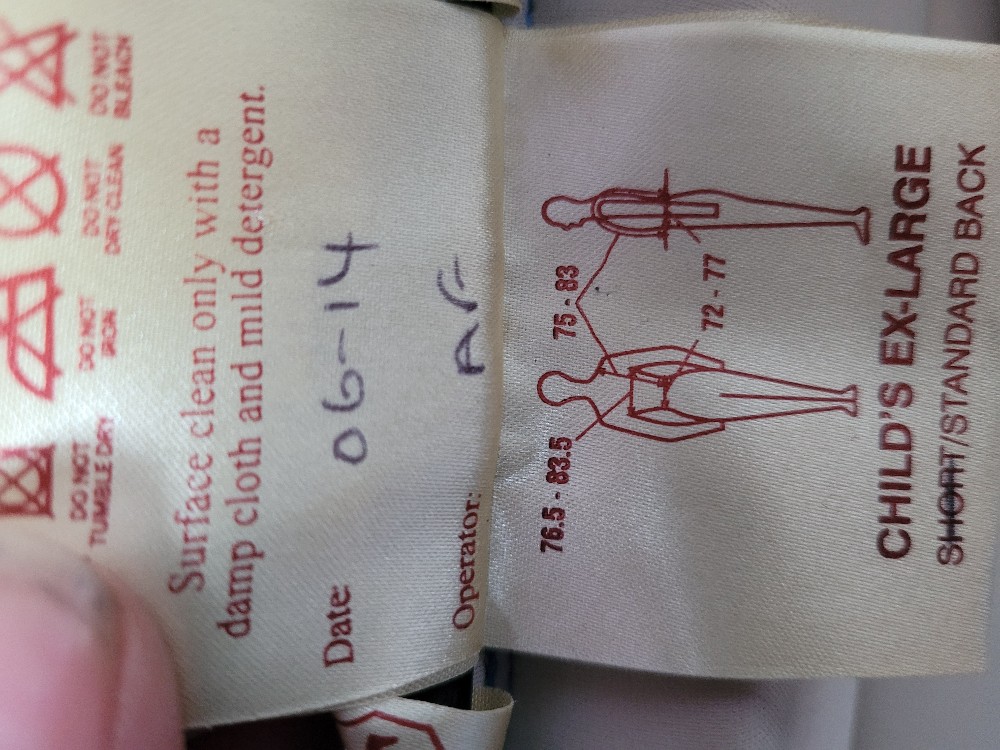 DO NOT TUMBLE DRY
DO NOT IRON
DO NOT DRY CLEAN
DO NOT BLEACH
Surface clean only with a
damp cloth and mild detergent.
Date: 06-14
Operator: AF
76.5 - 83.5
75 - 83
72 - 77
CHILD'S EX-LARGE
SHORT/STANDARD BACK